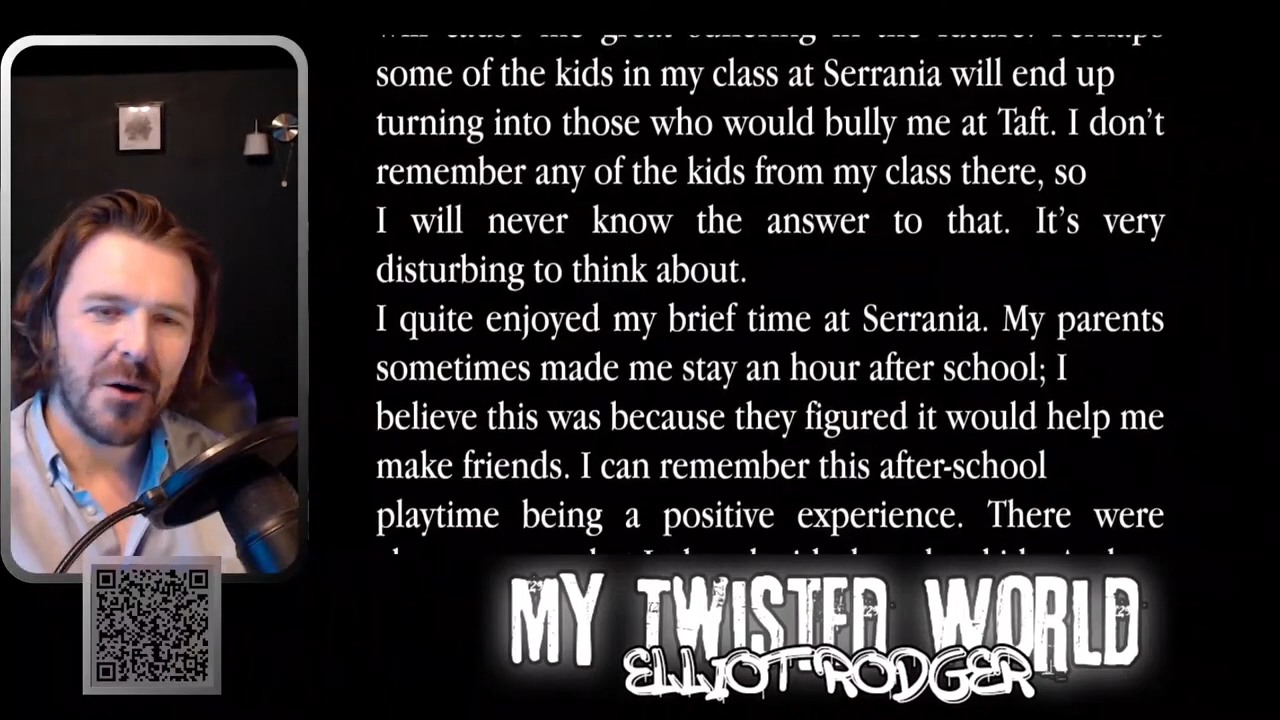 some of the kids in my class at Serrania will end up
turning into those who would bully me at Taft. I don't
remember any of the kids from my class there, so
I will never know the answer to that. It's very
disturbing to think about.
I quite enjoyed my brief time at Serrania. My parents
sometimes made me stay an hour after school; I
believe this was because they figured it would help me
make friends. I can remember this after-school
playtime being a positive experience. There were
MY TWISTED WORLD
ELLIOT RODGER